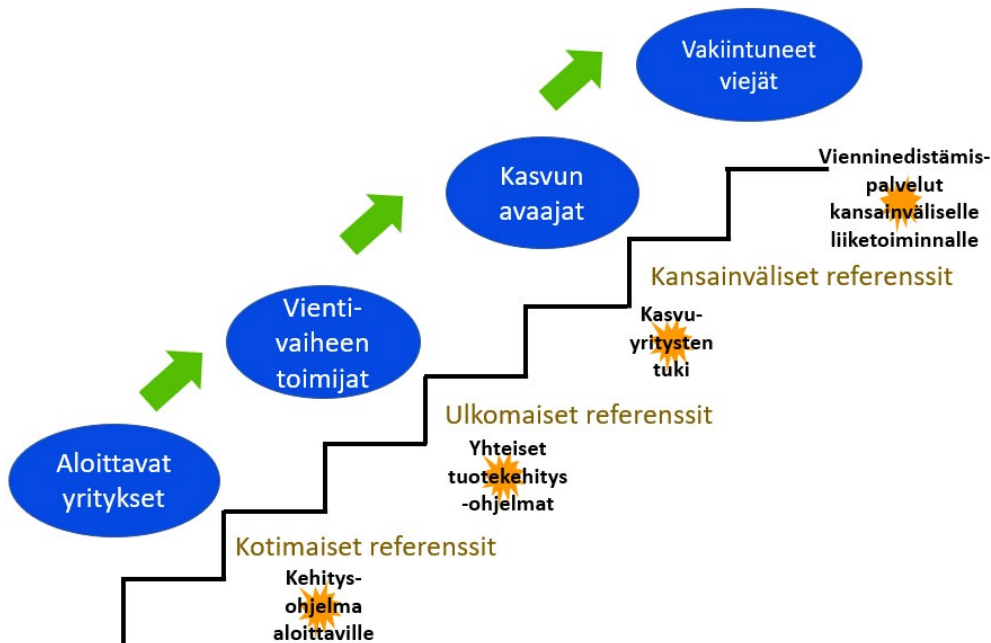 Vakiintuneet
viejät
Kasvun
avaajat
Vienti-
vaiheen
toimijat
Aloittavat
yritykset
Vienninedistämis-
palvelut
kansainväliselle
liiketoiminnalle
Kansainväliset referenssit
Kasvu-
yritysten
tuki
Ulkomaiset referenssit
Yhteiset
tuotekehitys
-ohjelmat
Kotimaiset referenssit
Kehitys-
ohjelma
aloittaville